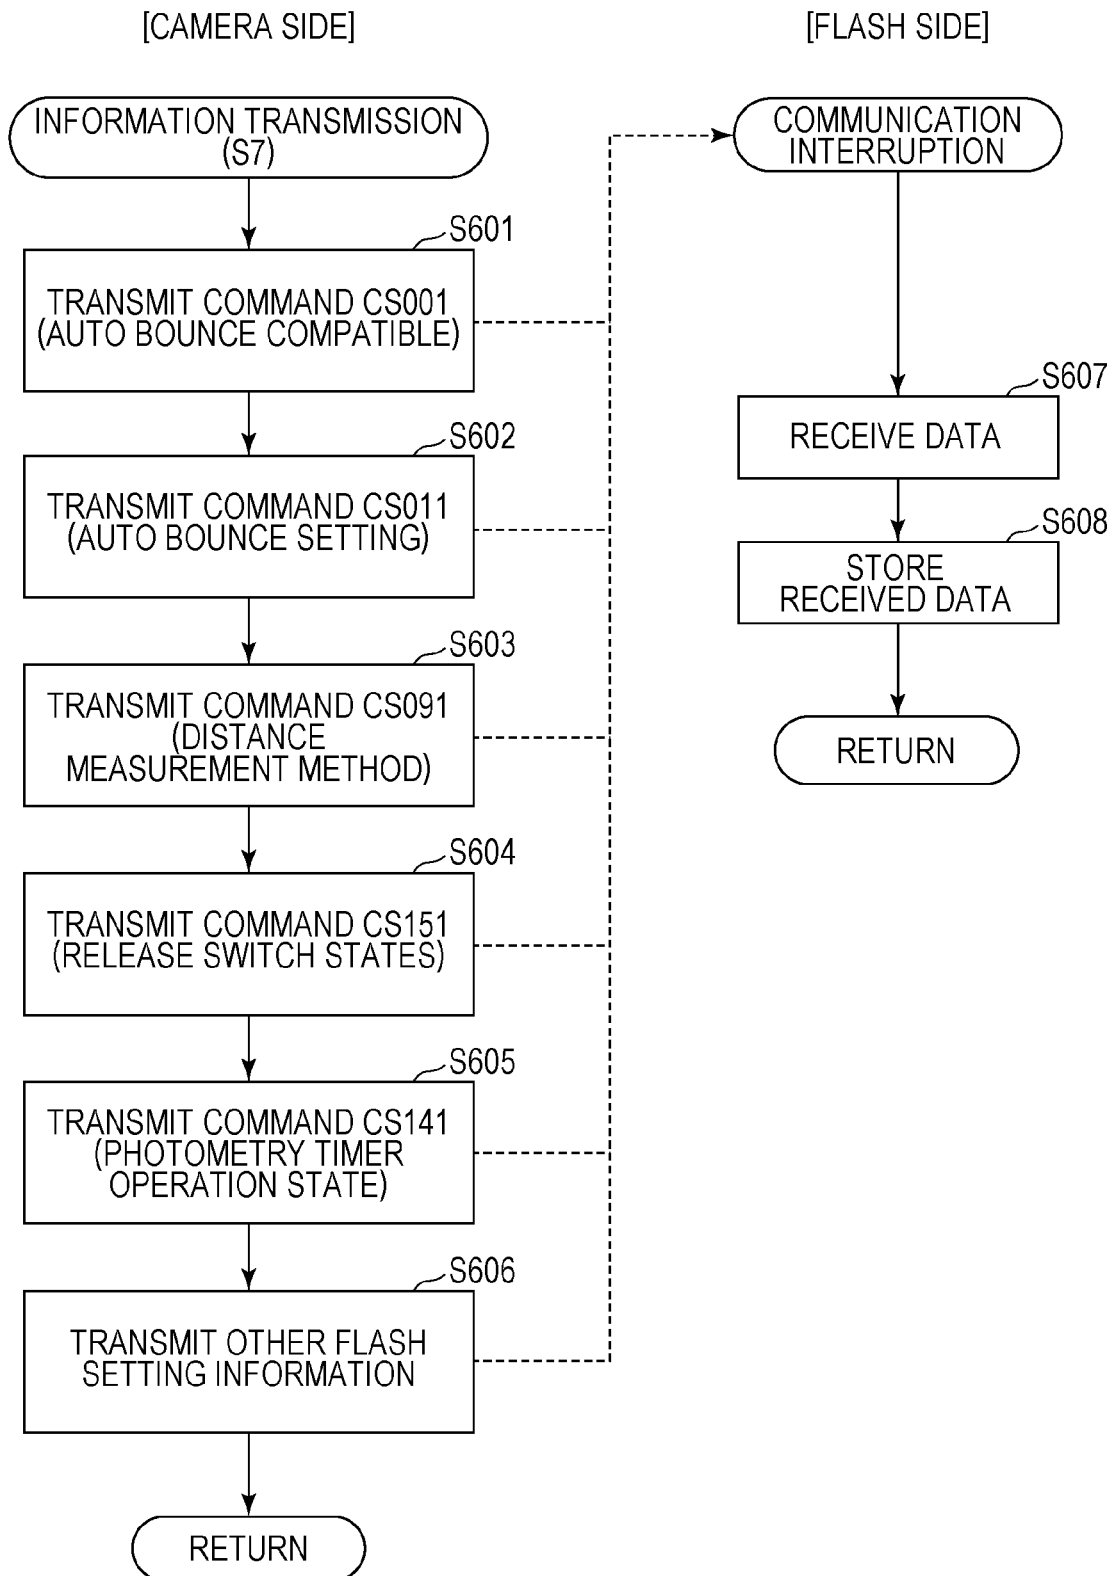 [CAMERA SIDE]
INFORMATION TRANSMISSION
(S7)
S601
TRANSMIT COMMAND CS001
(AUTO BOUNCE COMPATIBLE)
S602
TRANSMIT COMMAND CS011
(AUTO BOUNCE SETTING)
S603
TRANSMIT COMMAND CS091
(DISTANCE
MEASUREMENT METHOD)
S604
TRANSMIT COMMAND CS151
(RELEASE SWITCH STATES)
S605
TRANSMIT COMMAND CS141
(PHOTOMETRY TIMER
OPERATION STATE)
S606
TRANSMIT OTHER FLASH
SETTING INFORMATION
RETURN
[FLASH SIDE]
COMMUNICATION
INTERRUPTION
S607
RECEIVE DATA
S608
STORE
RECEIVED DATA
RETURN